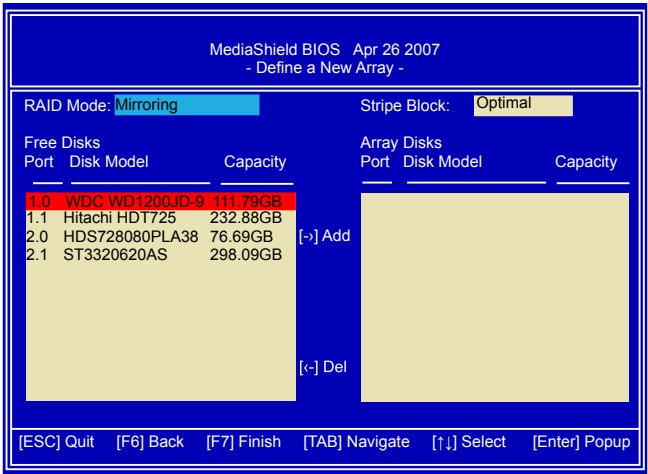 MediaShield BIOS Apr 26 2007
- Define a New Array -
RAID Mode: Mirroring Stripe Block: Optimal
Free Disks Array Disks
Port Disk Model Capacity Port Disk Model Capacity
1.0 WDC WD1200JD-9 111.79GB
1.1 Hitachi HDT725 232.88GB
2.0 HDS728080PLA38 76.69GB [->] Add
2.1 ST3320620AS 298.09GB
[<-] Del
[ESC] Quit [F6] Back [F7] Finish [TAB] Navigate [↑↓] Select [Enter] Popup